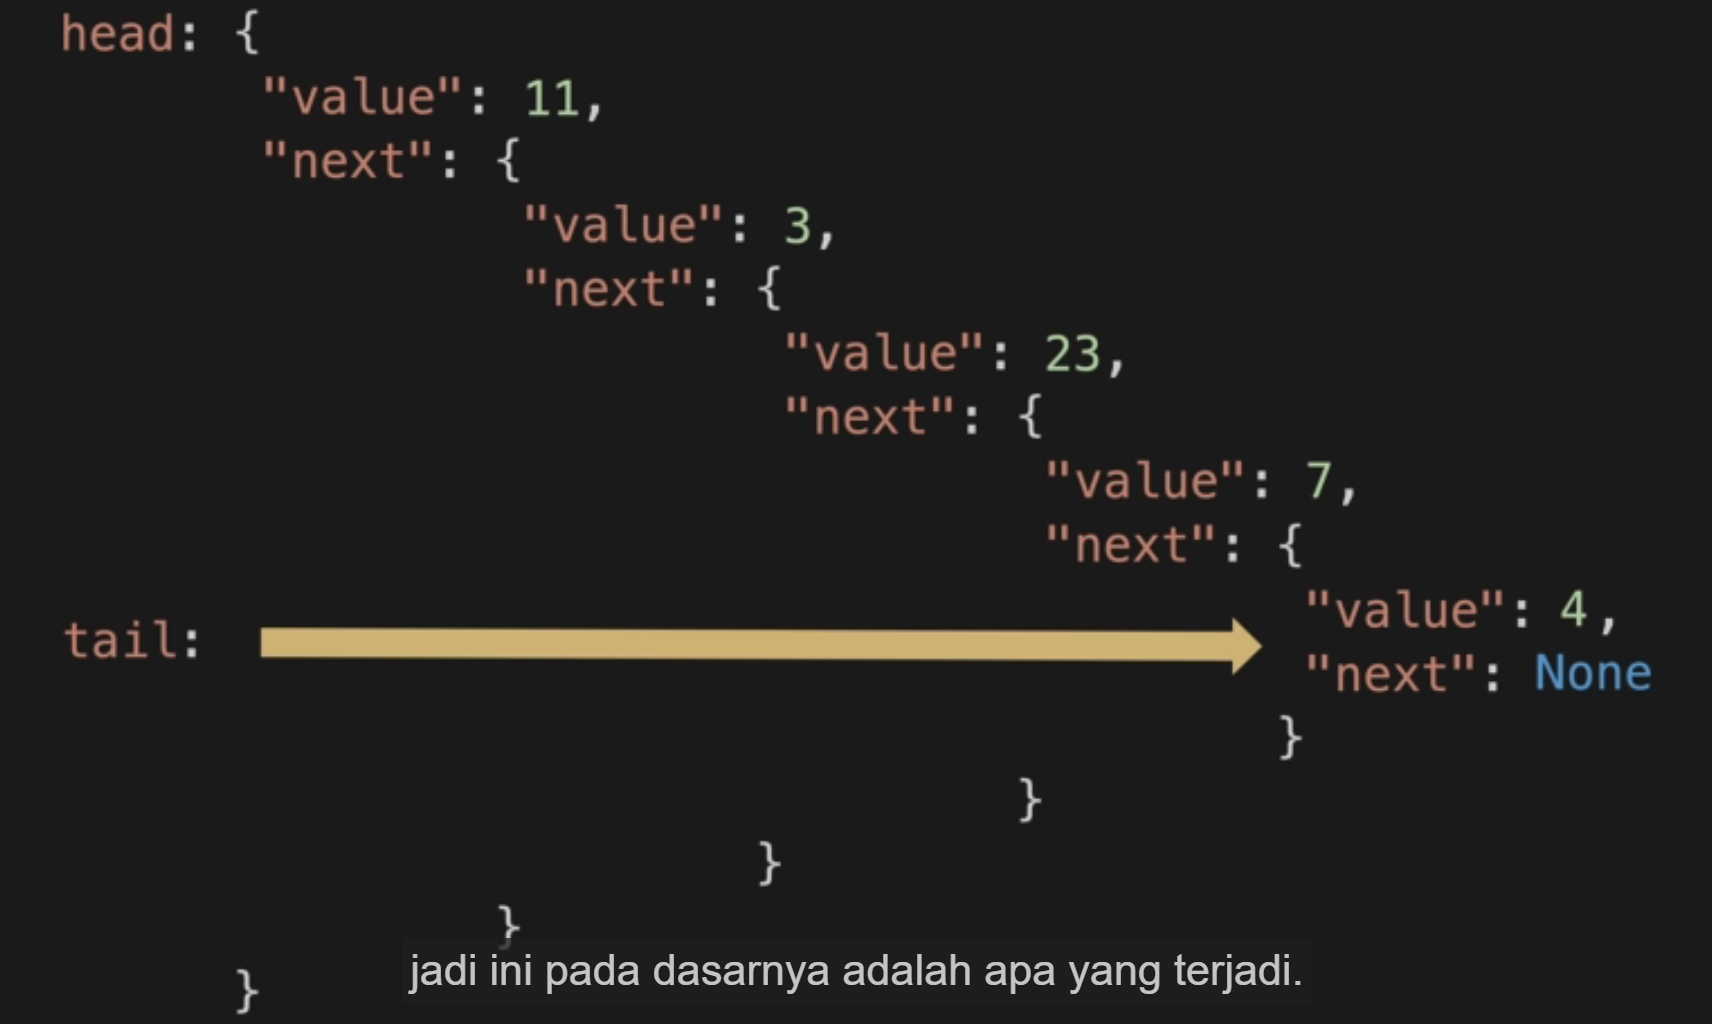 head: {
"value": 11,
"next": {
"value": 3,
"next": {
"value": 23,
"next": {
"value": 7,
"next": {
"value": 4,
tail:
"next": None
}
}
}
}
jadi ini pada dasarnya adalah apa yang terjadi.
}